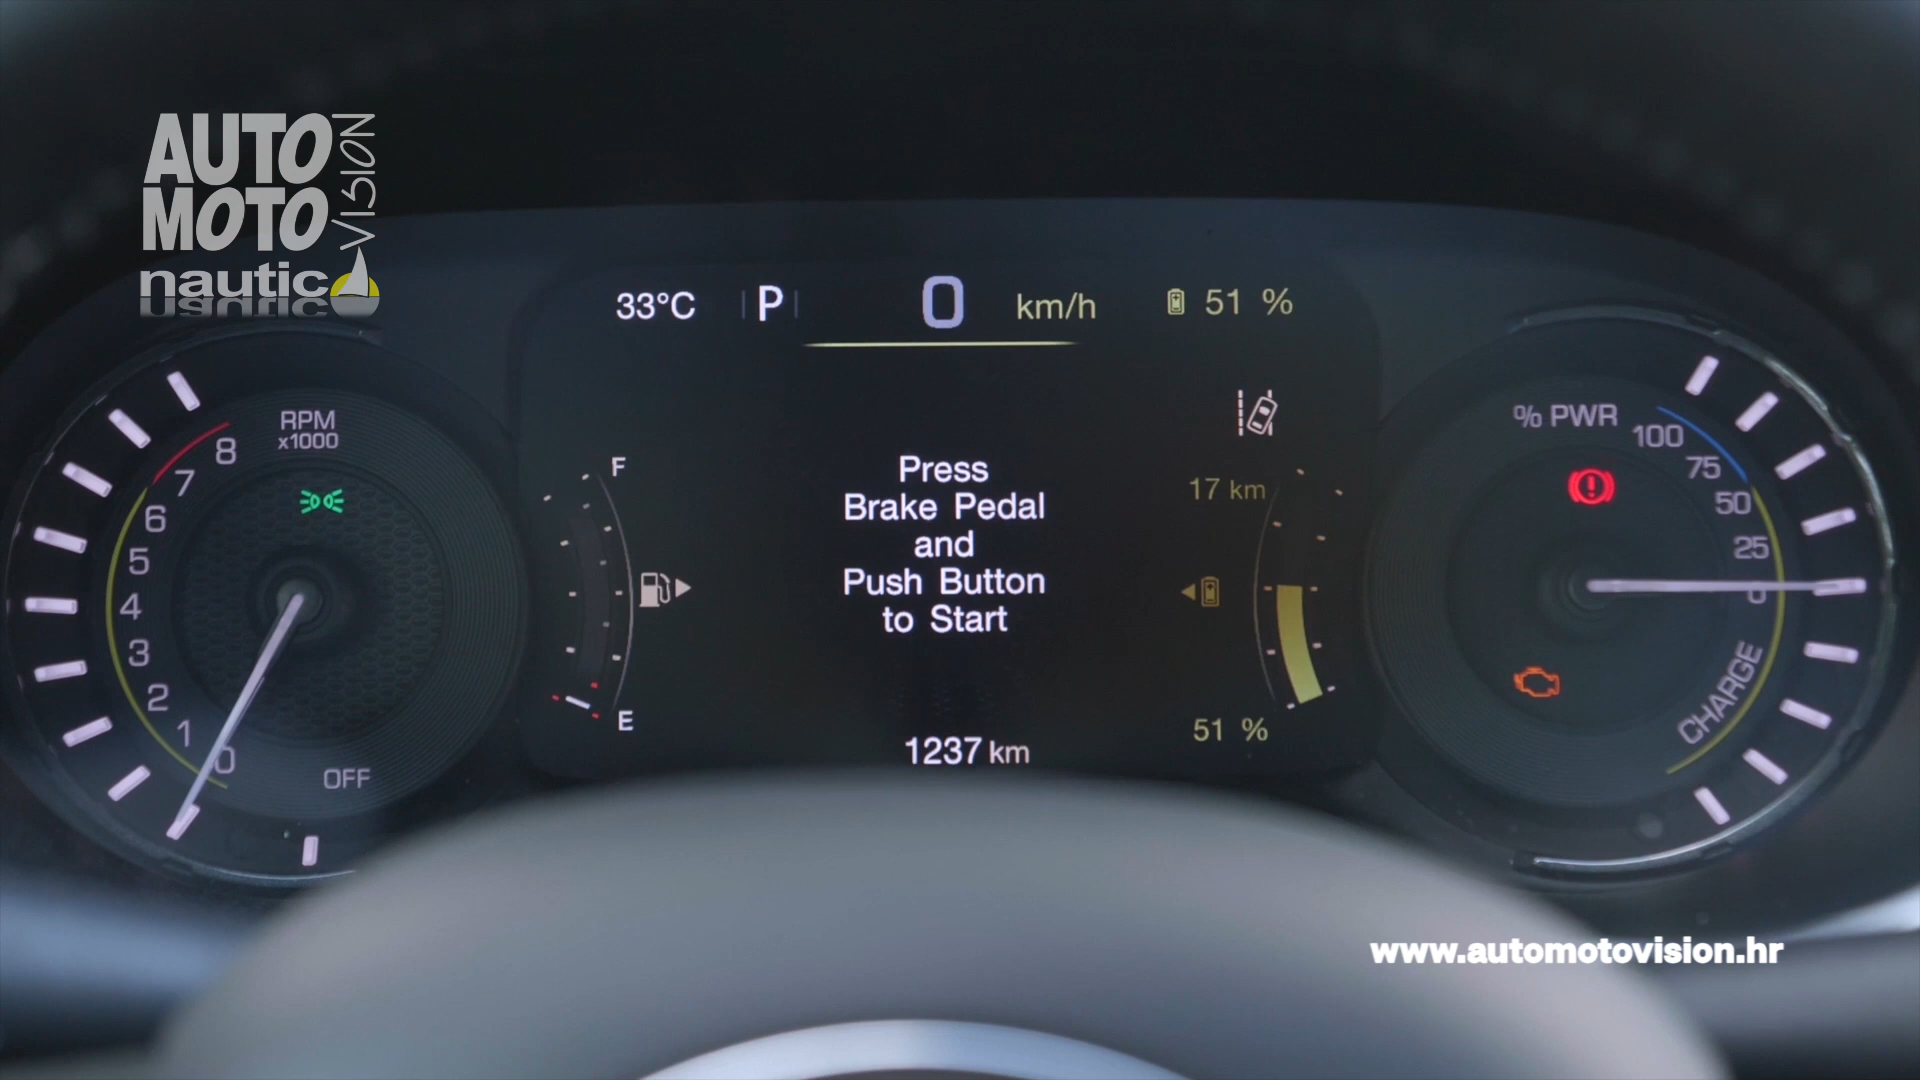 AUTO
MOTO
VISION
nautic
33°C P 0 km/h 51 %
RPM
x1000
8
7
6
5
4
3
2
1
0
OFF
F
E
Press
Brake Pedal
and
Push Button
to Start
1237 km
17 km
51 %
% PWR
100
75
50
25
0
CHARGE
www.automotovision.hr